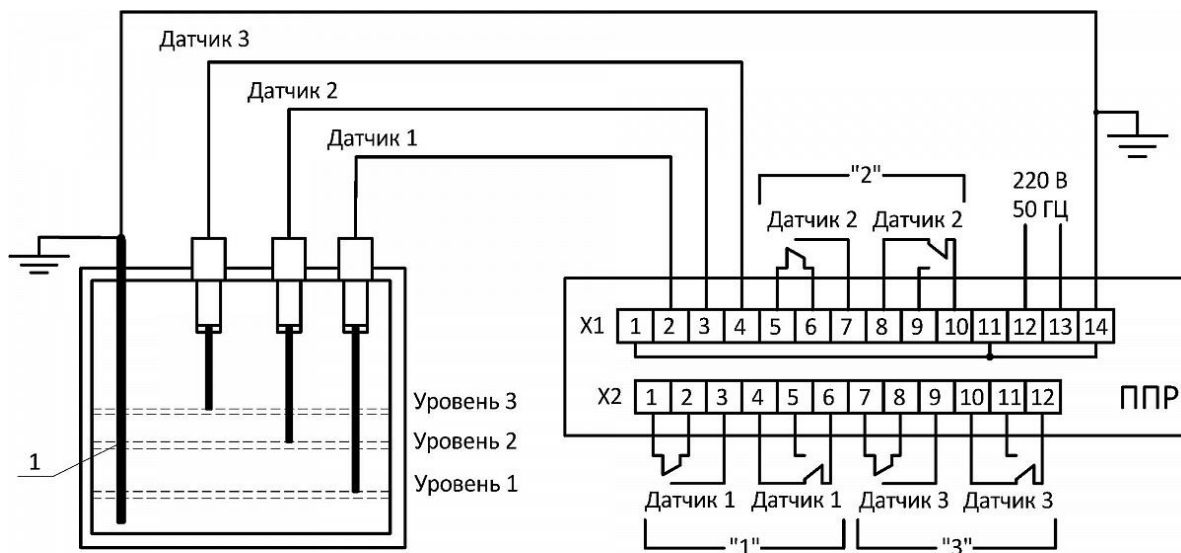 Датчик 3
Датчик 2
Датчик 1
"2"
220 В
50 ГЦ
Датчик 2 Датчик 2
X1 1 2 3 4 5 6 7 8 9 10 11 12 13 14
X2 1 2 3 4 5 6 7 8 9 10 11 12 ППР
Уровень 3
Уровень 2
1
Уровень 1
Датчик 1 Датчик 1 Датчик 3 Датчик 3
"1" "3"